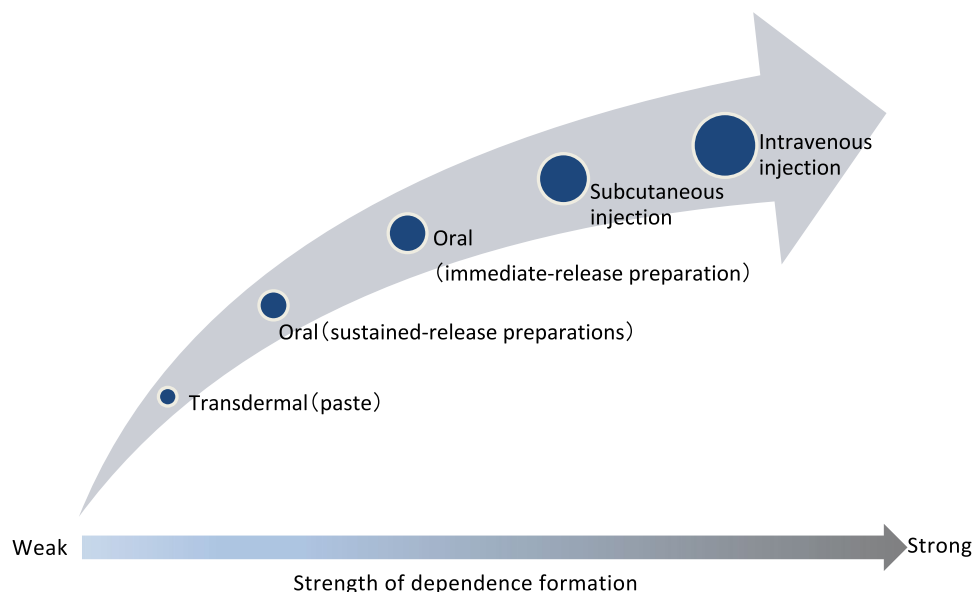 Intravenous
injection
Subcutaneous
injection
Oral
（immediate-release preparation）
Oral（sustained-release preparations）
Transdermal（paste）
Weak
Strong
Strength of dependence formation